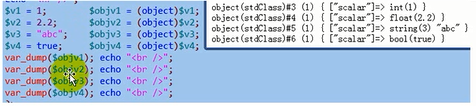 $v1 = 1; $objv1 = (object)$v1;
$v2 = 2.2; $objv2 = (object)$v2;
$v3 = "abc"; $objv3 = (object)$v3;
$v4 = true; $objv4 = (object)$v4;
var_dump($objv1); echo "<br />";
var_dump($objv2); echo "<br />";
var_dump($objv3); echo "<br />";
var_dump($objv4); echo "<br />";
object(stdClass)#3 (1) { ["scalar"]=> int(1) }
object(stdClass)#4 (1) { ["scalar"]=> float(2.2) }
object(stdClass)#5 (1) { ["scalar"]=> string(3) "abc" }
object(stdClass)#6 (1) { ["scalar"]=> bool(true) }